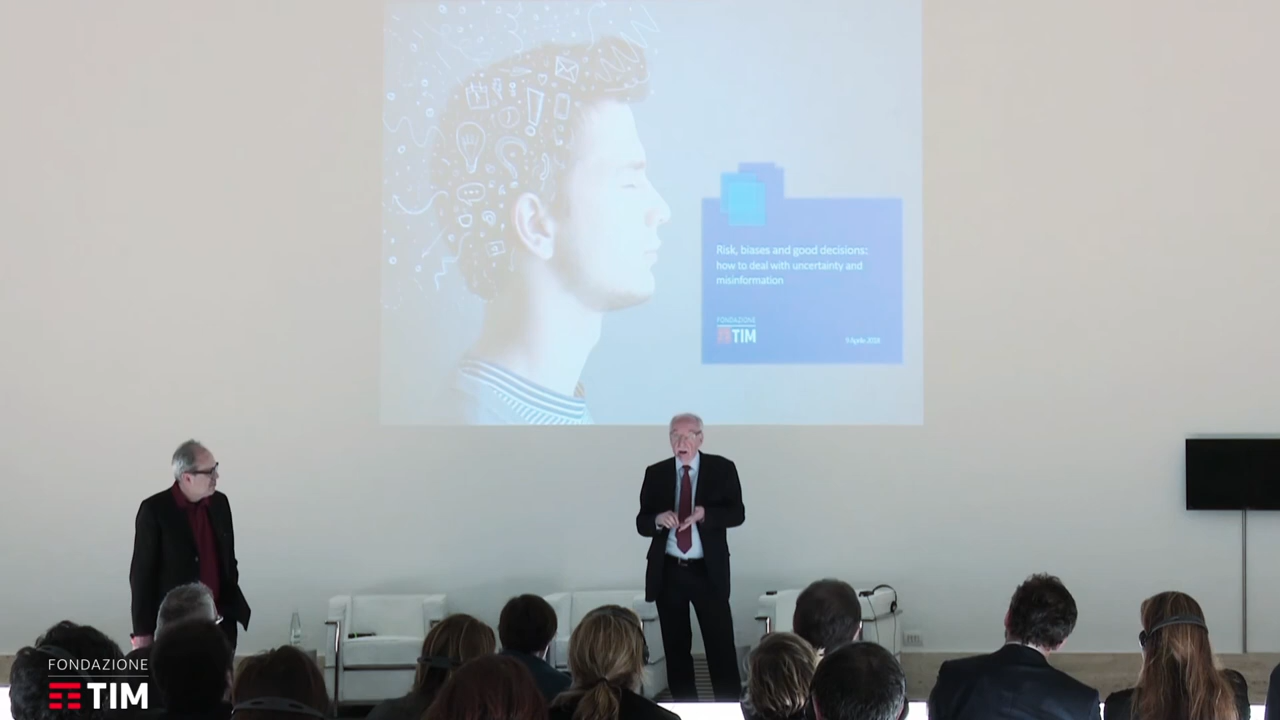 Risk, biases and good decisions:
how to deal with uncertainty and
misinformation
FONDAZIONE
TIM
FONDAZIONE
TIM